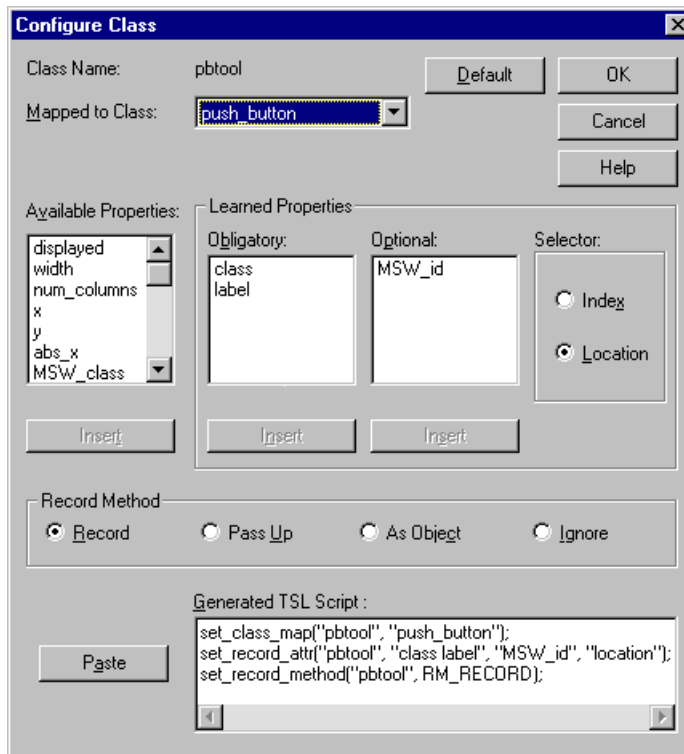 Configure Class
Class Name: pbtool
Default
OK
Mapped to Class: push_button
Cancel
Help
Available Properties:
displayed
width
num_columns
x
y
abs_x
MSW_class
Insert
Learned Properties
Obligatory:
class
label
Insert
Optional:
MSW_id
Insert
Selector:
Index
Location
Record Method
Record Pass Up As Object Ignore
Generated TSL Script :
Paste
set_class_map("pbtool", "push_button");
set_record_attr("pbtool", "class label", "MSW_id", "location");
set_record_method("pbtool", RM_RECORD);